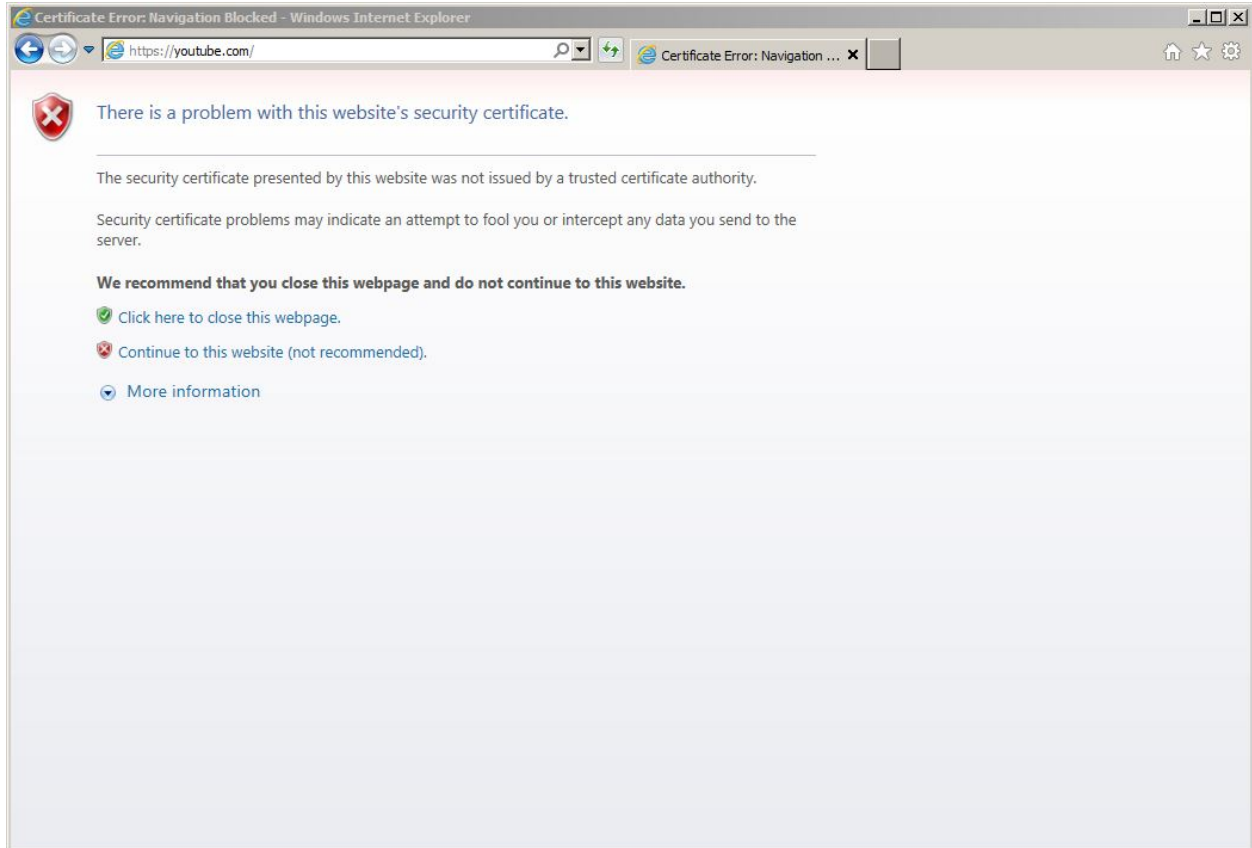 Certificate Error: Navigation Blocked - Windows Internet Explorer
https://youtube.com/
Certificate Error: Navigation ...
There is a problem with this website's security certificate.
The security certificate presented by this website was not issued by a trusted certificate authority.
Security certificate problems may indicate an attempt to fool you or intercept any data you send to the
server.
We recommend that you close this webpage and do not continue to this website.
Click here to close this webpage.
Continue to this website (not recommended).
More information